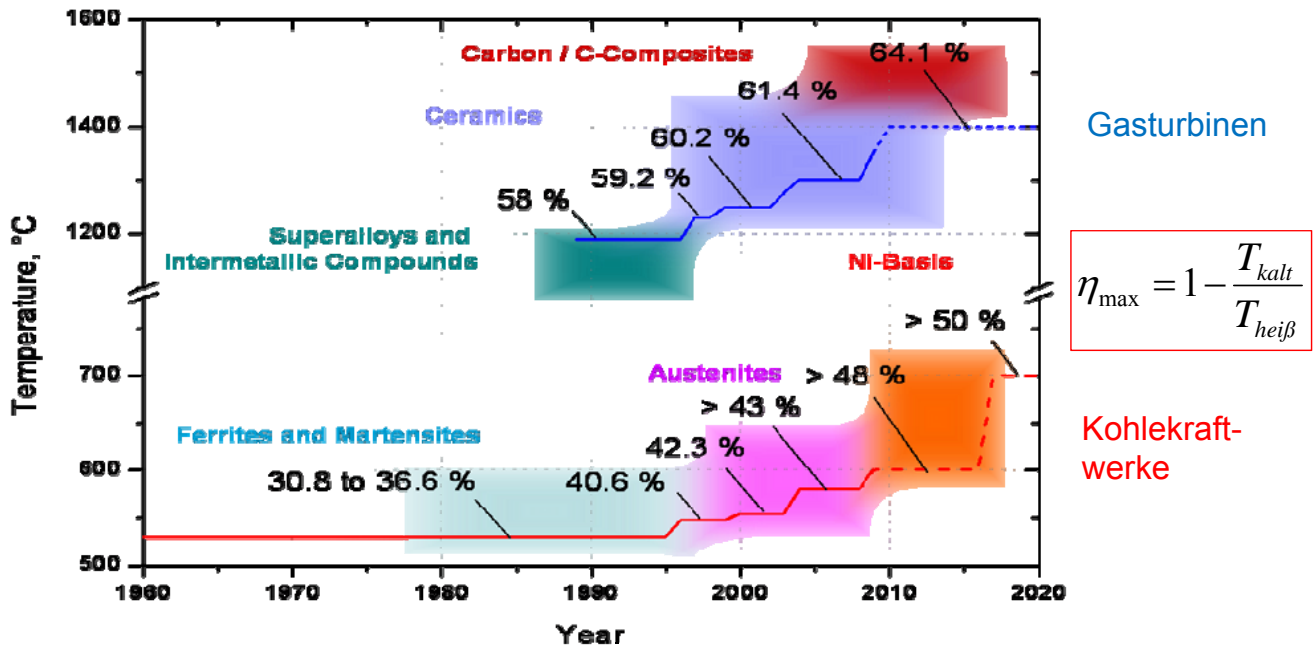 1600
Carbon / C-Composites
64.1 %
61.4 %
Ceramics
1400
Gasturbinen
60.2 %
59.2 %
58 %
Superalloys and
Intermetallic Compounds
1200
Ni-Basis
η_max = 1 - T_kalt / T_heiß
> 50 %
Temperature, °C
700
Austenites
> 48 %
> 43 %
Ferrites and Martensites
42.3 %
Kohlekraft-
werke
600
30.8 to 36.6 %
40.6 %
500
1960 1970 1980 1990 2000 2010 2020
Year